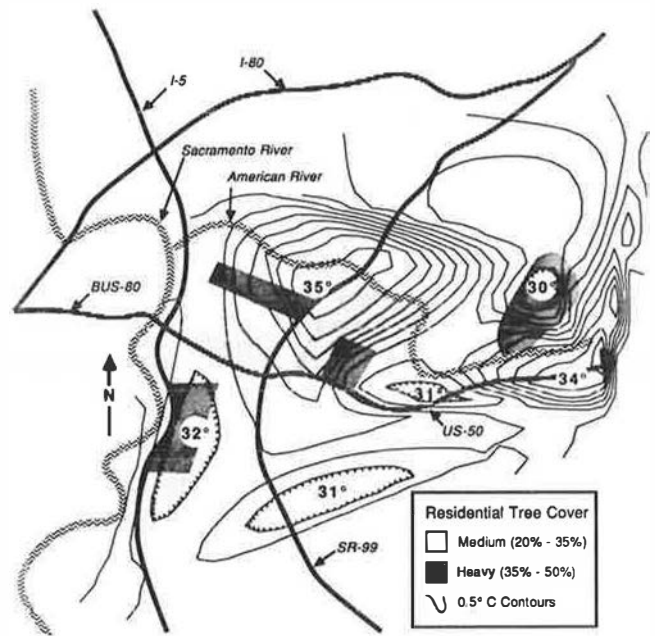 I-80
I-5
Sacramento River
American River
BUS-80
35°
30°
N
34°
31°
32°
US-50
31°
SR-99
Residential Tree Cover
Medium (20% - 35%)
Heavy (35% - 50%)
0.5° C Contours